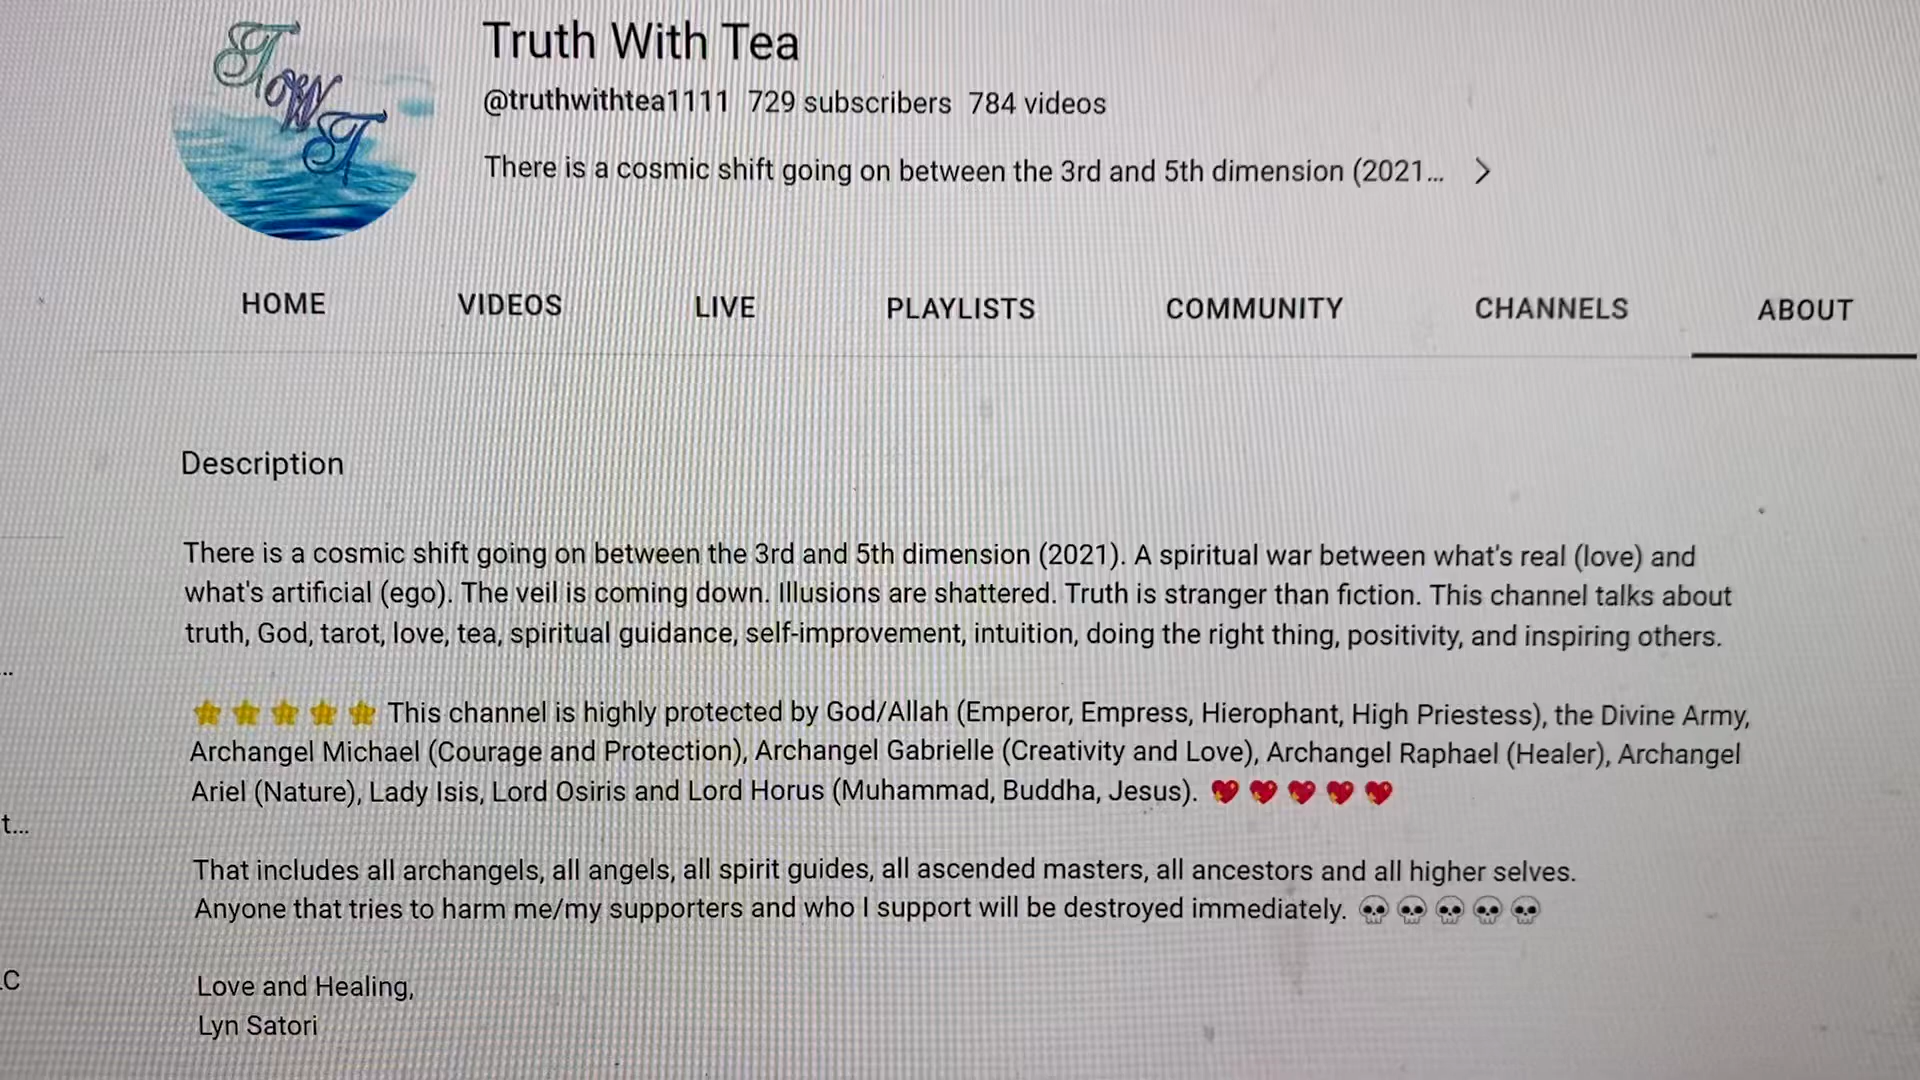 TOWT
Truth With Tea
@truthwithtea1111 729 subscribers 784 videos
There is a cosmic shift going on between the 3rd and 5th dimension (2021...
HOME VIDEOS LIVE PLAYLISTS COMMUNITY CHANNELS ABOUT
Description
There is a cosmic shift going on between the 3rd and 5th dimension (2021). A spiritual war between what's real (love) and
what's artificial (ego). The veil is coming down. Illusions are shattered. Truth is stranger than fiction. This channel talks about
truth, God, tarot, love, tea, spiritual guidance, self-improvement, intuition, doing the right thing, positivity, and inspiring others.
...
⭐⭐⭐⭐⭐ This channel is highly protected by God/Allah (Emperor, Empress, Hierophant, High Priestess), the Divine Army,
Archangel Michael (Courage and Protection), Archangel Gabrielle (Creativity and Love), Archangel Raphael (Healer), Archangel
Ariel (Nature), Lady Isis, Lord Osiris and Lord Horus (Muhammad, Buddha, Jesus). 💖💖💖💖💖
t...
That includes all archangels, all angels, all spirit guides, all ascended masters, all ancestors and all higher selves.
Anyone that tries to harm me/my supporters and who I support will be destroyed immediately. 💀💀💀💀💀
C
Love and Healing,
Lyn Satori